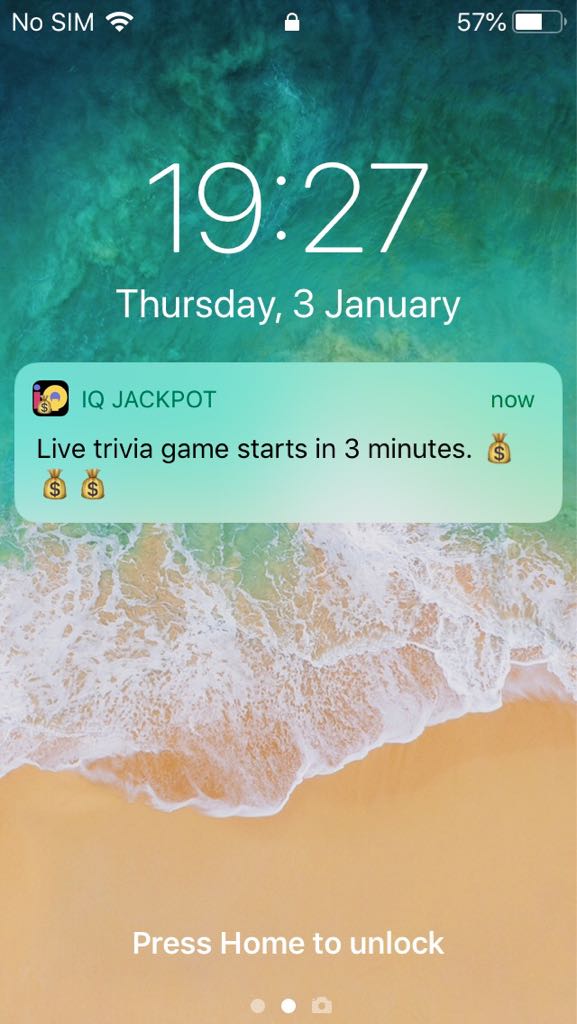 No SIM 57%
19:27
Thursday, 3 January
IQ JACKPOT now
Live trivia game starts in 3 minutes. 💰
💰 💰
Press Home to unlock